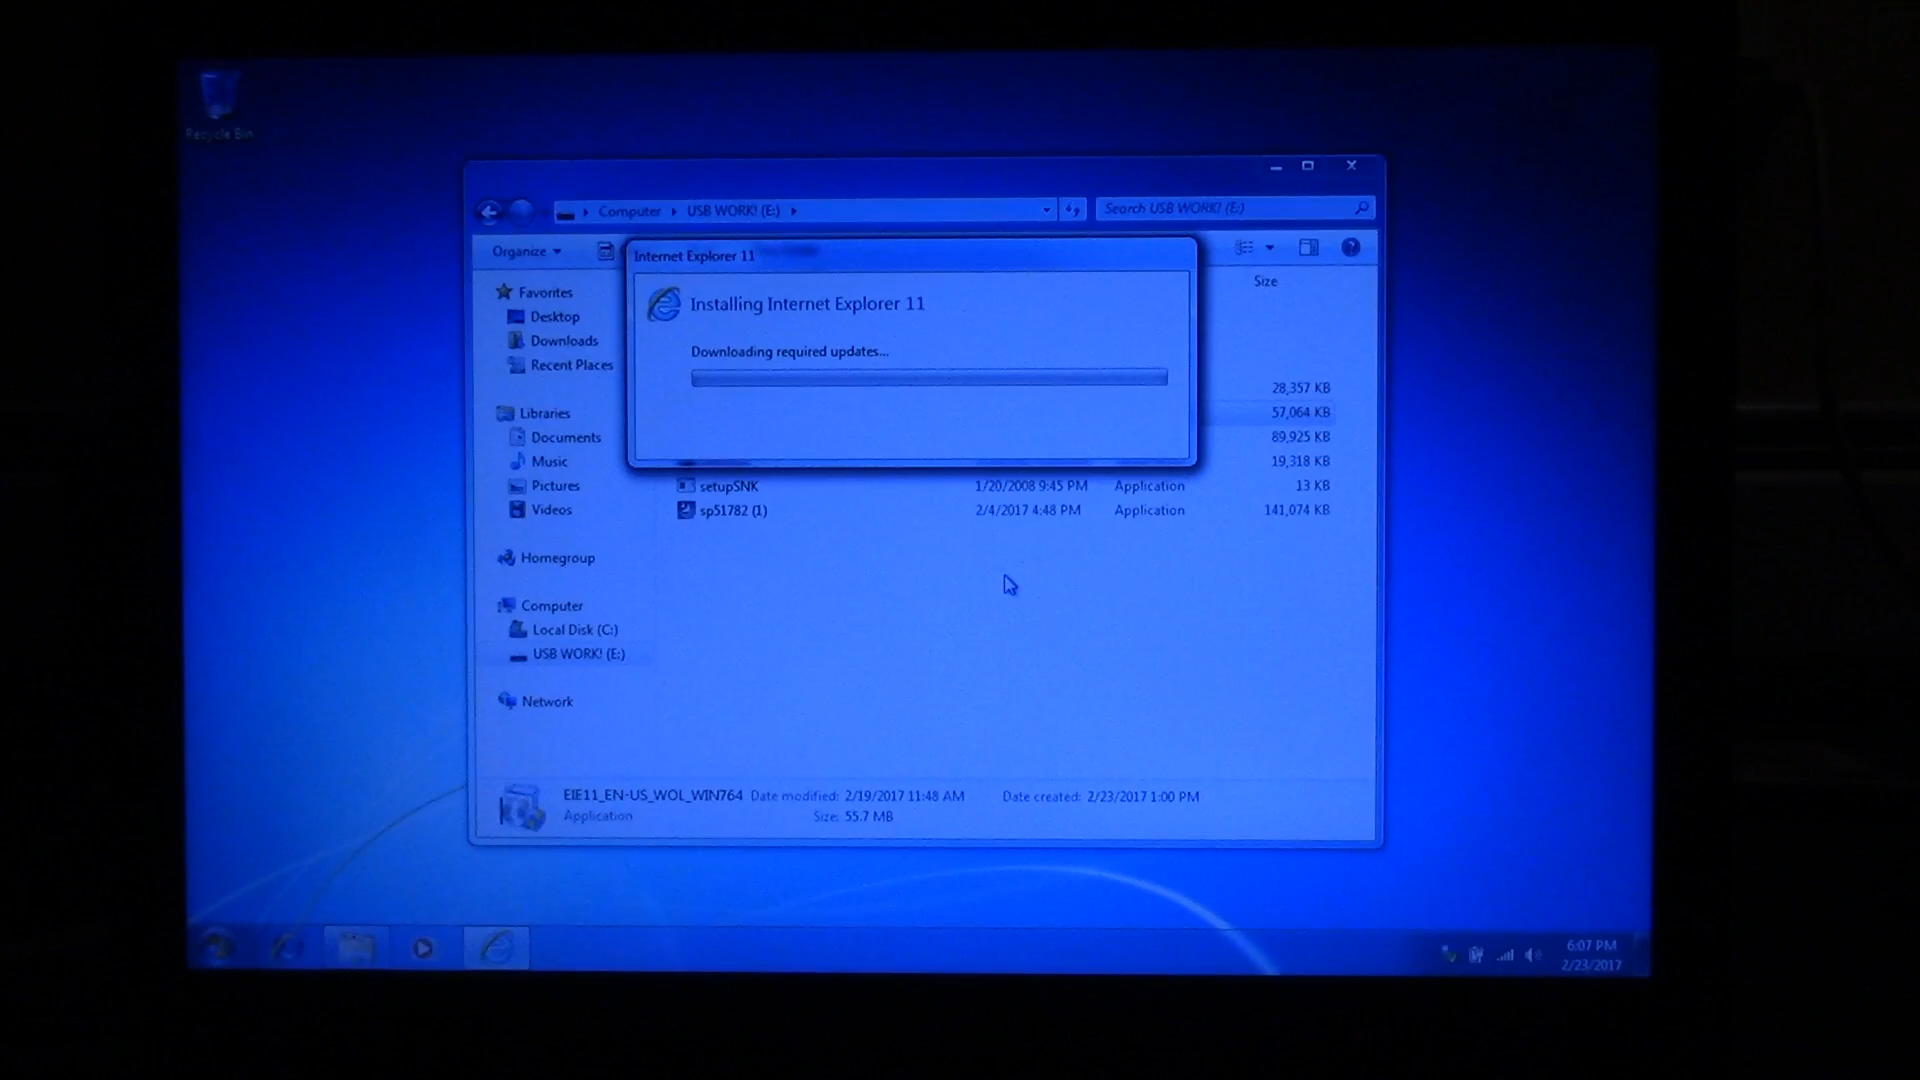 Recycle Bin
Computer USB WORK! (E:)
Search USB WORK! (E:)
Organize
Internet Explorer 11
Installing Internet Explorer 11
Downloading required updates...
Size
Favorites
Desktop
Downloads
Recent Places
Libraries
Documents
Music
Pictures
Videos
Homegroup
Computer
Local Disk (C:)
USB WORK! (E:)
Network
28,357 KB
57,064 KB
89,925 KB
19,318 KB
setupSNK 1/20/2008 9:45 PM Application 13 KB
sp51782 (1) 2/4/2017 4:48 PM Application 141,074 KB
EIE11_EN-US_WOL_WIN764 Date modified: 2/19/2017 11:48 AM Date created: 2/23/2017 1:00 PM
Application Size: 55.7 MB
6:07 PM
2/23/2017